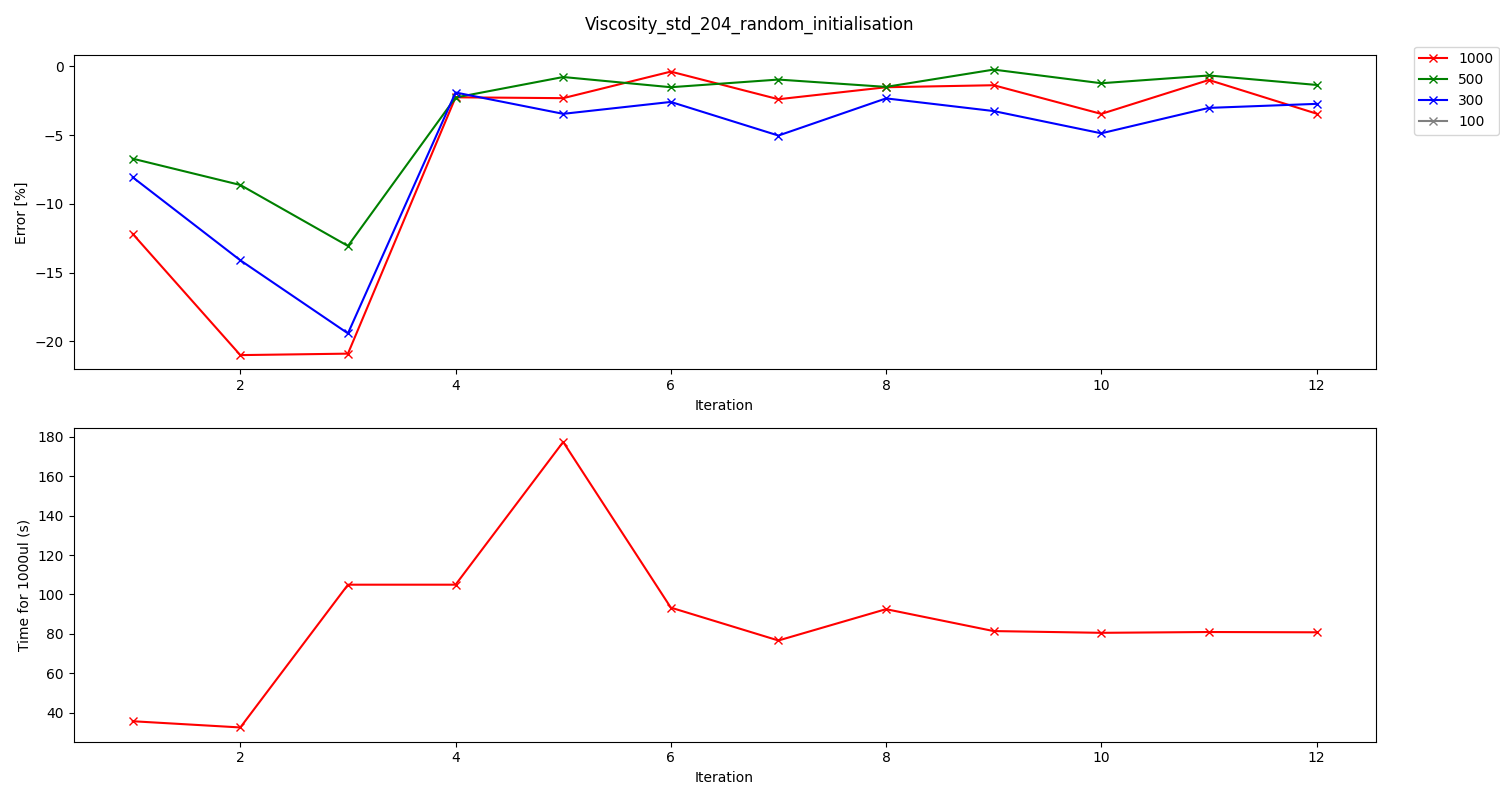 Viscosity_std_204_random_initialisation
1000
500
300
100
Error [%]
0
−5
−10
−15
−20
2 4 6 8 10 12
Iteration
Time for 1000ul (s)
180
160
140
120
100
80
60
40
2 4 6 8 10 12
Iteration